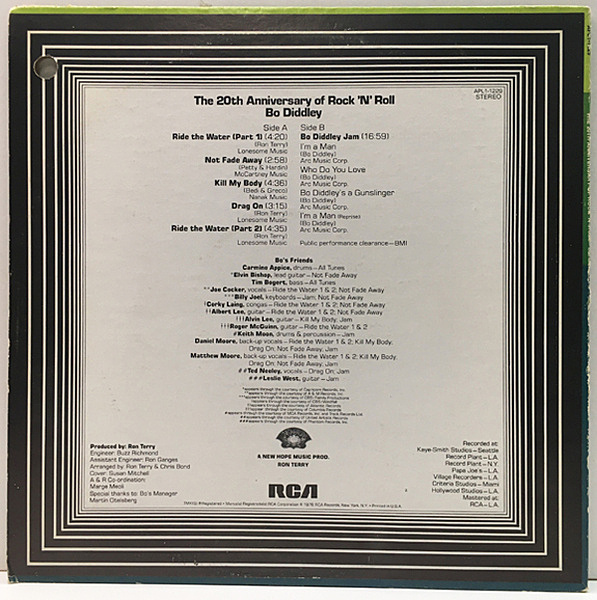 APL1-1229
STEREO
The 20th Anniversary of Rock 'N' Roll
Bo Diddley
Side A
Ride the Water (Part 1) (4:20)
(Ron Terry)
Lonesome Music
Not Fade Away (2:58)
(Petty & Hardin)
McCartney Music
Kill My Body (4:36)
(Bedi & Greco)
Nanak Music
Drag On (3:15)
(Ron Terry)
Lonesome Music
Ride the Water (Part 2) (4:35)
(Ron Terry)
Lonesome Music
Side B
Bo Diddley Jam (16:59)
I'm a Man
(Bo Diddley)
Arc Music Corp.
Who Do You Love
(Bo Diddley)
Arc Music Corp.
Bo Diddley's a Gunslinger
(Bo Diddley)
Arc Music Corp.
I'm a Man (Reprise)
(Bo Diddley)
Arc Music Corp.
Public performance clearance—BMI
Bo's Friends
Carmine Appice, drums—All Tunes
*Elvin Bishop, lead guitar—Not Fade Away
Tim Bogert, bass—All Tunes
**Joe Cocker, vocals—Ride the Water 1 & 2; Not Fade Away
***Billy Joel, keyboards—Jam; Not Fade Away
†Corky Laing, congas—Ride the Water 1 & 2; Not Fade Away
††Albert Lee, guitar—Ride the Water 1 & 2; Not Fade Away
†††Alvin Lee, guitar—Kill My Body, Jam
†††Roger McGuinn, guitar—Ride the Water 1 & 2
#Keith Moon, drums & percussion—Jam
Daniel Moore, back-up vocals—Ride the Water 1 & 2; Kill My Body,
Drag On; Not Fade Away; Jam
Matthew Moore, back-up vocals—Ride the Water 1 & 2; Kill My Body,
Drag On; Not Fade Away; Jam
##Ted Neeley, vocals—Drag On; Jam
###Leslie West, guitar—Jam
A NEW HOPE MUSIC PROD.
RON TERRY
Produced by: Ron Terry
Engineer: Buzz Richmond
Assistant Engineer: Ron Ganges
Arranged by: Ron Terry & Chris Bond
Cover: Susan Mitchell
A & R Co-ordination:
Marge Meoli
Special thanks to: Bo's Manager
Martin Otelsberg
Recorded at:
Kaye-Smith Studios—Seattle
Record Plant—L.A.
Record Plant—N.Y.
Papa Joe's—L.A.
Village Recorders—L.A.
Criteria Studios—Miami
Hollywood Studios—L.A.
Mastered at:
RCA—L.A.
RCA